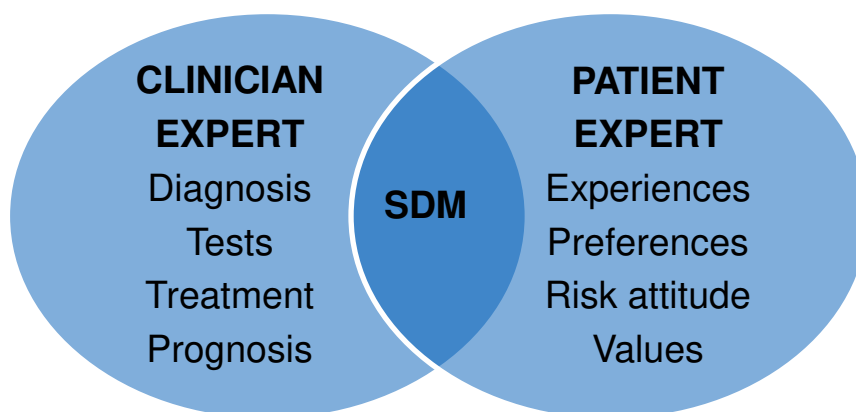 CLINICIAN
EXPERT
Diagnosis
Tests
Treatment
Prognosis
SDM
PATIENT
EXPERT
Experiences
Preferences
Risk attitude
Values